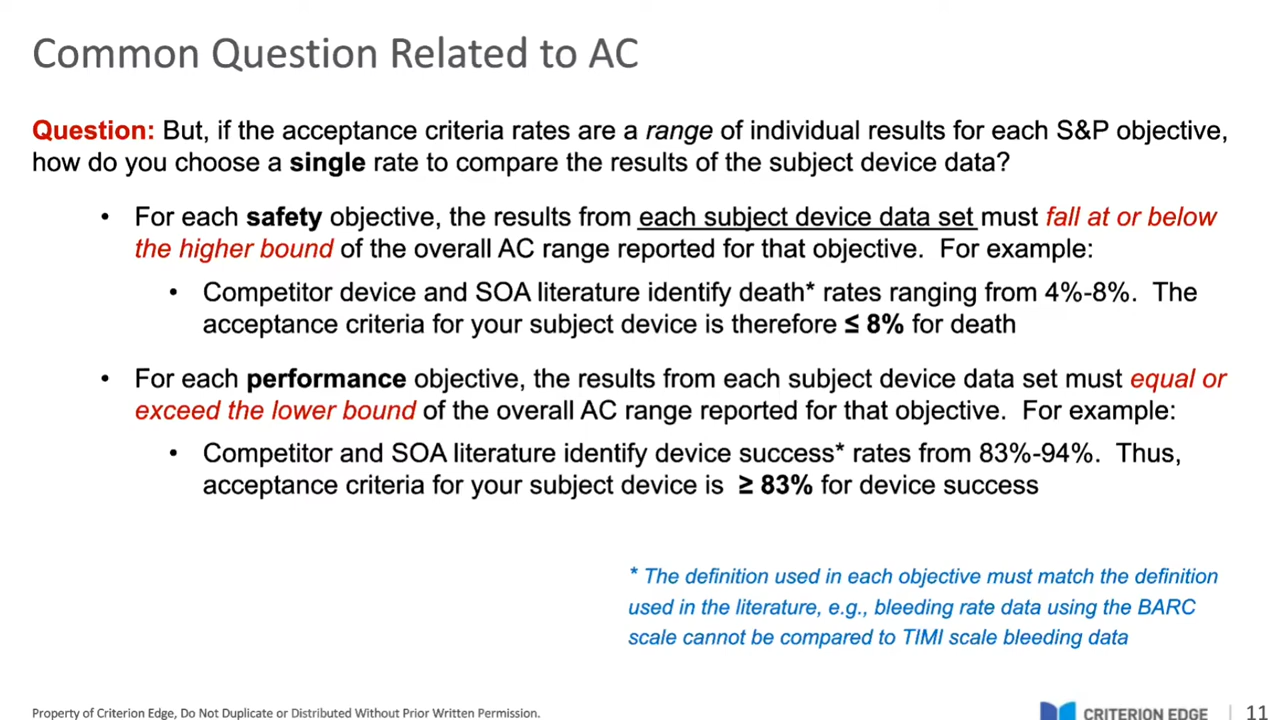 Common Question Related to AC
Question: But, if the acceptance criteria rates are a range of individual results for each S&P objective,
how do you choose a single rate to compare the results of the subject device data?
• For each safety objective, the results from each subject device data set must fall at or below
the higher bound of the overall AC range reported for that objective. For example:
• Competitor device and SOA literature identify death* rates ranging from 4%-8%. The
acceptance criteria for your subject device is therefore ≤ 8% for death
• For each performance objective, the results from each subject device data set must equal or
exceed the lower bound of the overall AC range reported for that objective. For example:
• Competitor and SOA literature identify device success* rates from 83%-94%. Thus,
acceptance criteria for your subject device is ≥ 83% for device success
* The definition used in each objective must match the definition
used in the literature, e.g., bleeding rate data using the BARC
scale cannot be compared to TIMI scale bleeding data
Property of Criterion Edge, Do Not Duplicate or Distributed Without Prior Written Permission.
CRITERION EDGE | 11